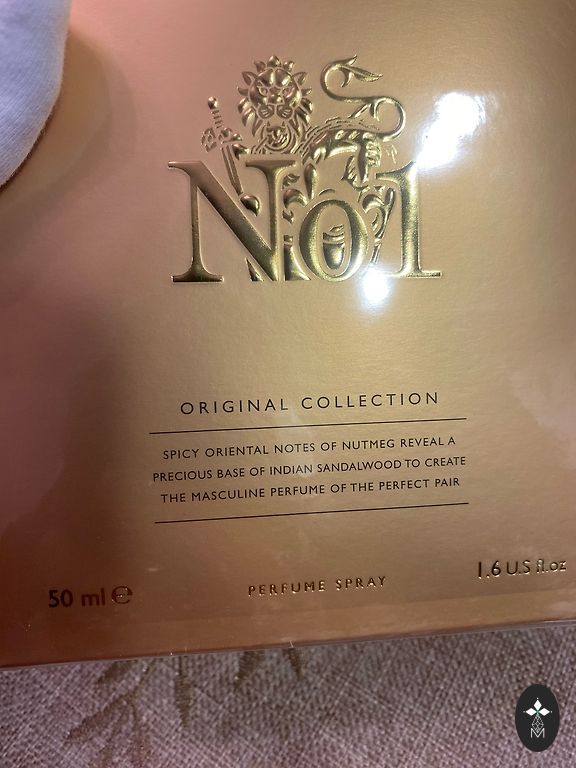 No1
ORIGINAL COLLECTION
SPICY ORIENTAL NOTES OF NUTMEG REVEAL A
PRECIOUS BASE OF INDIAN SANDALWOOD TO CREATE
THE MASCULINE PERFUME OF THE PERFECT PAIR
50 ml ℮
PERFUME SPRAY
1.6 U.S fl.oz
M